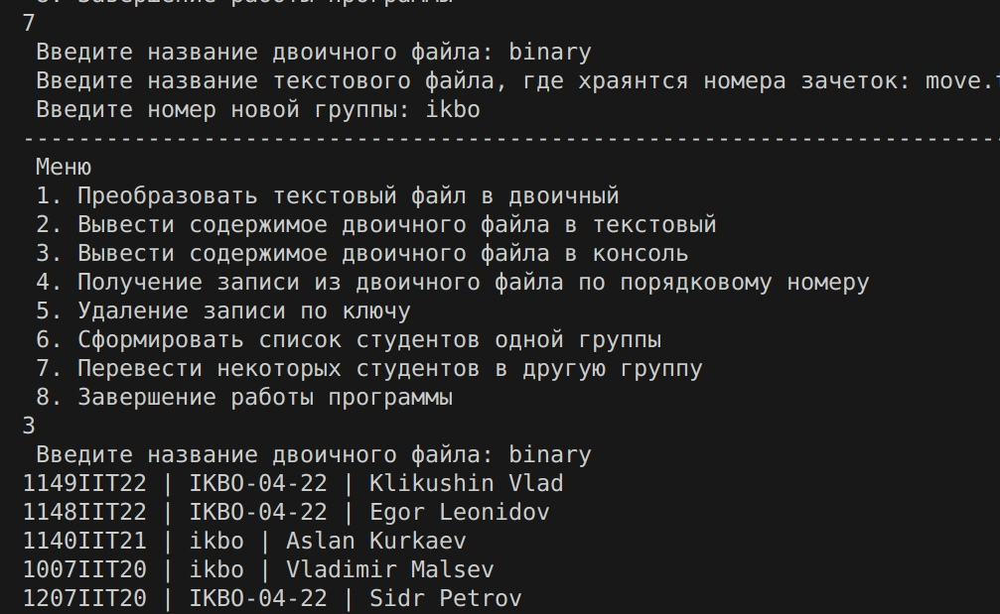 7
Введите название двоичного файла: binary
Введите название текстового файла, где храянтся номера зачеток: move.
Введите номер новой группы: ikbo
------------------------------------------------------------------------
Меню
1. Преобразовать текстовый файл в двоичный
2. Вывести содержимое двоичного файла в текстовый
3. Вывести содержимое двоичного файла в консоль
4. Получение записи из двоичного файла по порядковому номеру
5. Удаление записи по ключу
6. Сформировать список студентов одной группы
7. Перевести некоторых студентов в другую группу
8. Завершение работы программы
3
Введите название двоичного файла: binary
1149IIT22 | IKBO-04-22 | Klikushin Vlad
1148IIT22 | IKBO-04-22 | Egor Leonidov
1140IIT21 | ikbo | Aslan Kurkaev
1007IIT20 | ikbo | Vladimir Malsev
1207IIT20 | IKBO-04-22 | Sidr Petrov